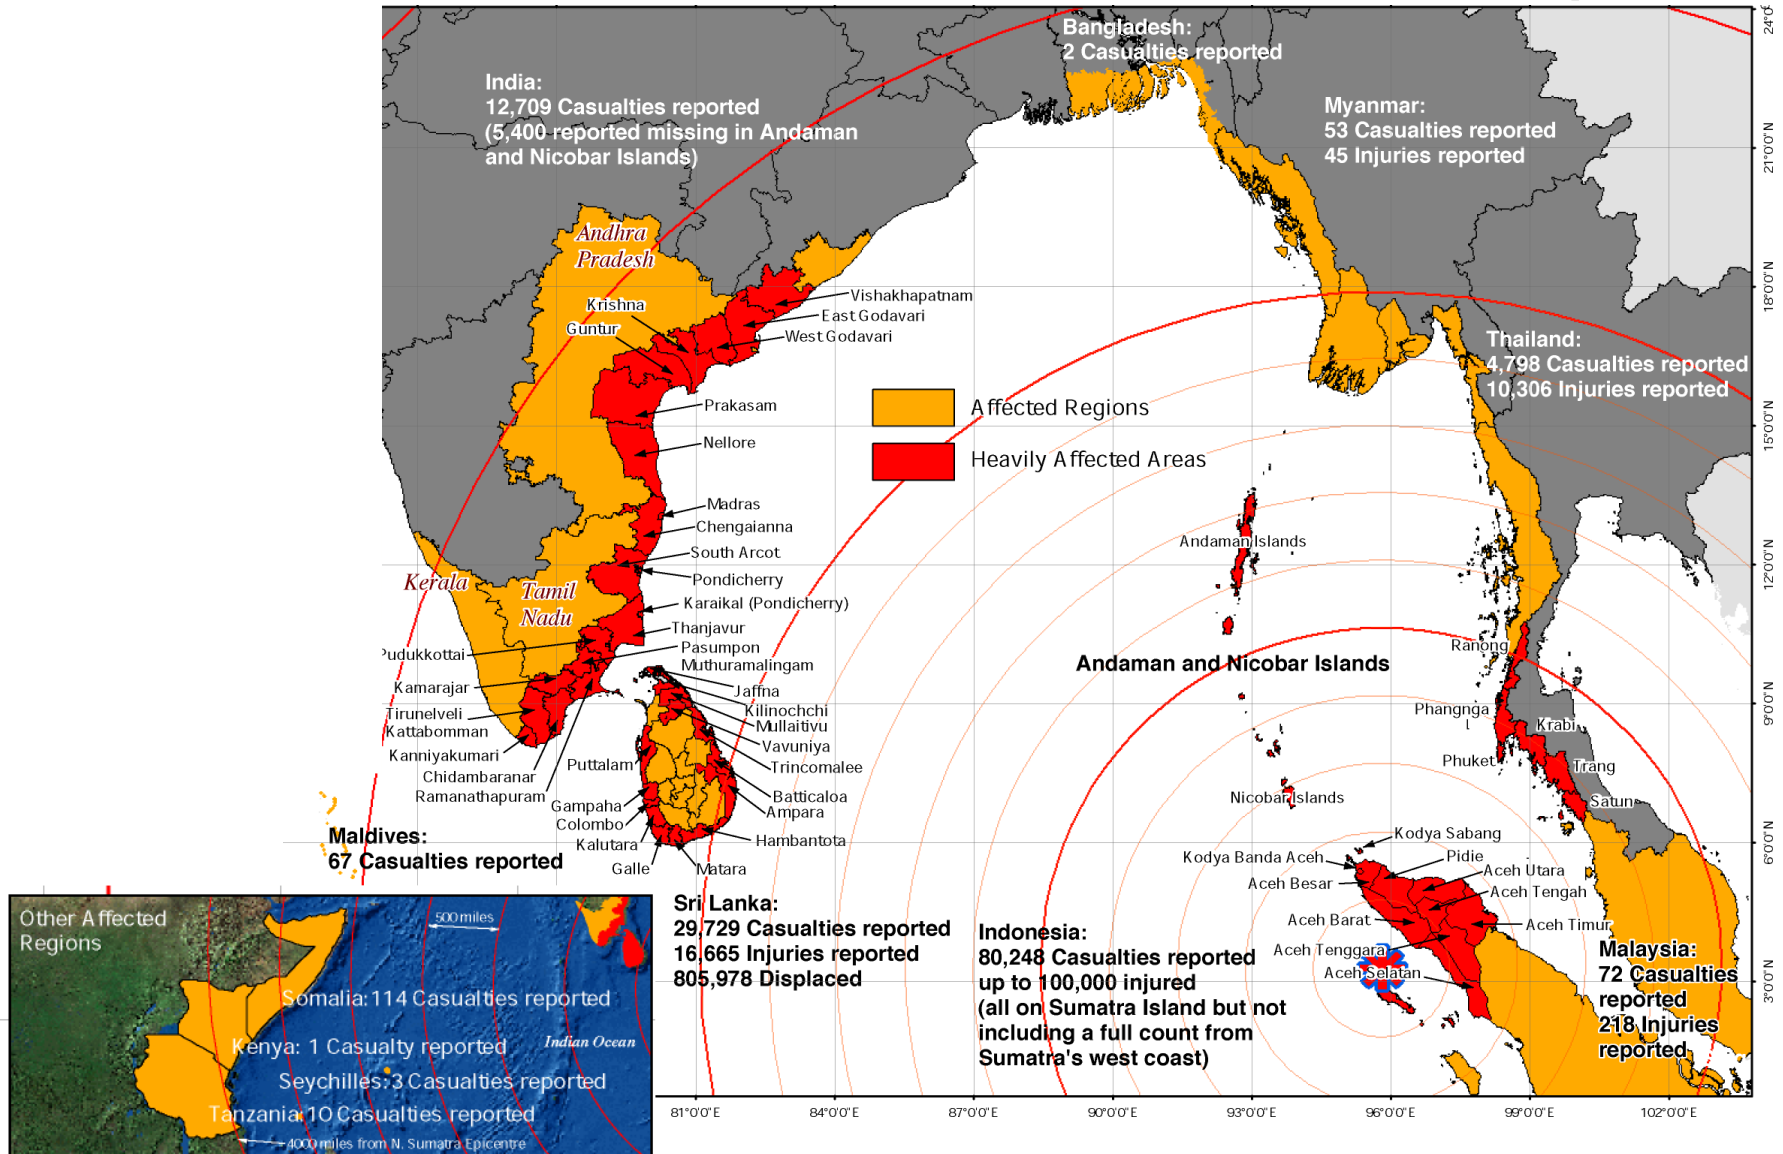 Bangladesh:
2 Casualties reported
India:
12,709 Casualties reported
(5,400 reported missing in Andaman
and Nicobar Islands)
Myanmar:
53 Casualties reported
45 Injuries reported
Thailand:
4,798 Casualties reported
10,306 Injuries reported
24°0'
21°0'0"N
18°0'0"N
15°0'0"N
12°0'0"N
9°0'0"N
6°0'0"N
3°0'0"N
Andhra
Pradesh
Krishna
Guntur
Vishakhapatnam
East Godavari
West Godavari
Prakasam
Nellore
Affected Regions
Heavily Affected Areas
Madras
Chengaianna
South Arcot
Pondicherry
Karaikal (Pondicherry)
Thanjavur
Pasumpon
Muthuramalingam
Kerala
Tamil
Nadu
Pudukkottai
Kamarajar
Tirunelveli
Kattabomman
Kanniyakumari
Chidambaranar
Ramanathapuram
Jaffna
Kilinochchi
Mullaitivu
Vavuniya
Trincomalee
Batticaloa
Ampara
Hambantota
Matara
Puttalam
Gampaha
Colombo
Kalutara
Galle
Andaman Islands
Andaman and Nicobar Islands
Nicobar Islands
Ranong
Phangnga
Krabi
Phuket
Trang
Satun
Maldives:
67 Casualties reported
Sri Lanka:
29,729 Casualties reported
16,665 Injuries reported
805,978 Displaced
Indonesia:
80,248 Casualties reported
up to 100,000 injured
(all on Sumatra Island but not
including a full count from
Sumatra's west coast)
Kodya Sabang
Kodya Banda Aceh
Pidie
Aceh Besar
Aceh Utara
Aceh Tengah
Aceh Barat
Aceh Timur
Aceh Tenggara
Aceh Selatan
Malaysia:
72 Casualties
reported
218 Injuries
reported
Other Affected
Regions
500 miles
Somalia: 114 Casualties reported
Kenya: 1 Casualty reported
Indian Ocean
Seychilles: 3 Casualties reported
Tanzania: 10 Casualties reported
4000 miles from N. Sumatra Epicentre
81°0'0"E
84°0'0"E
87°0'0"E
90°0'0"E
93°0'0"E
96°0'0"E
99°0'0"E
102°0'0"E